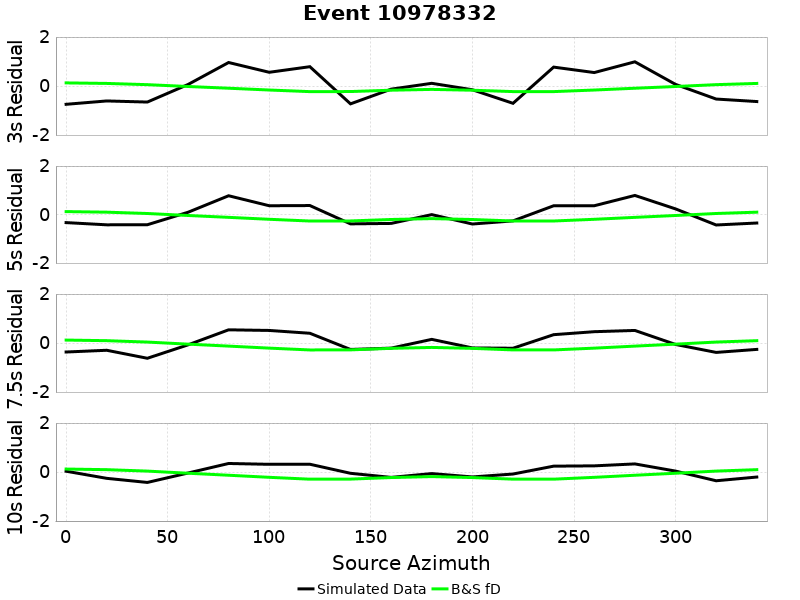 Event 10978332
3s Residual
2
0
-2
5s Residual
2
0
-2
7.5s Residual
2
0
-2
10s Residual
2
0
-2
0 50 100 150 200 250 300
Source Azimuth
Simulated Data B&S fD